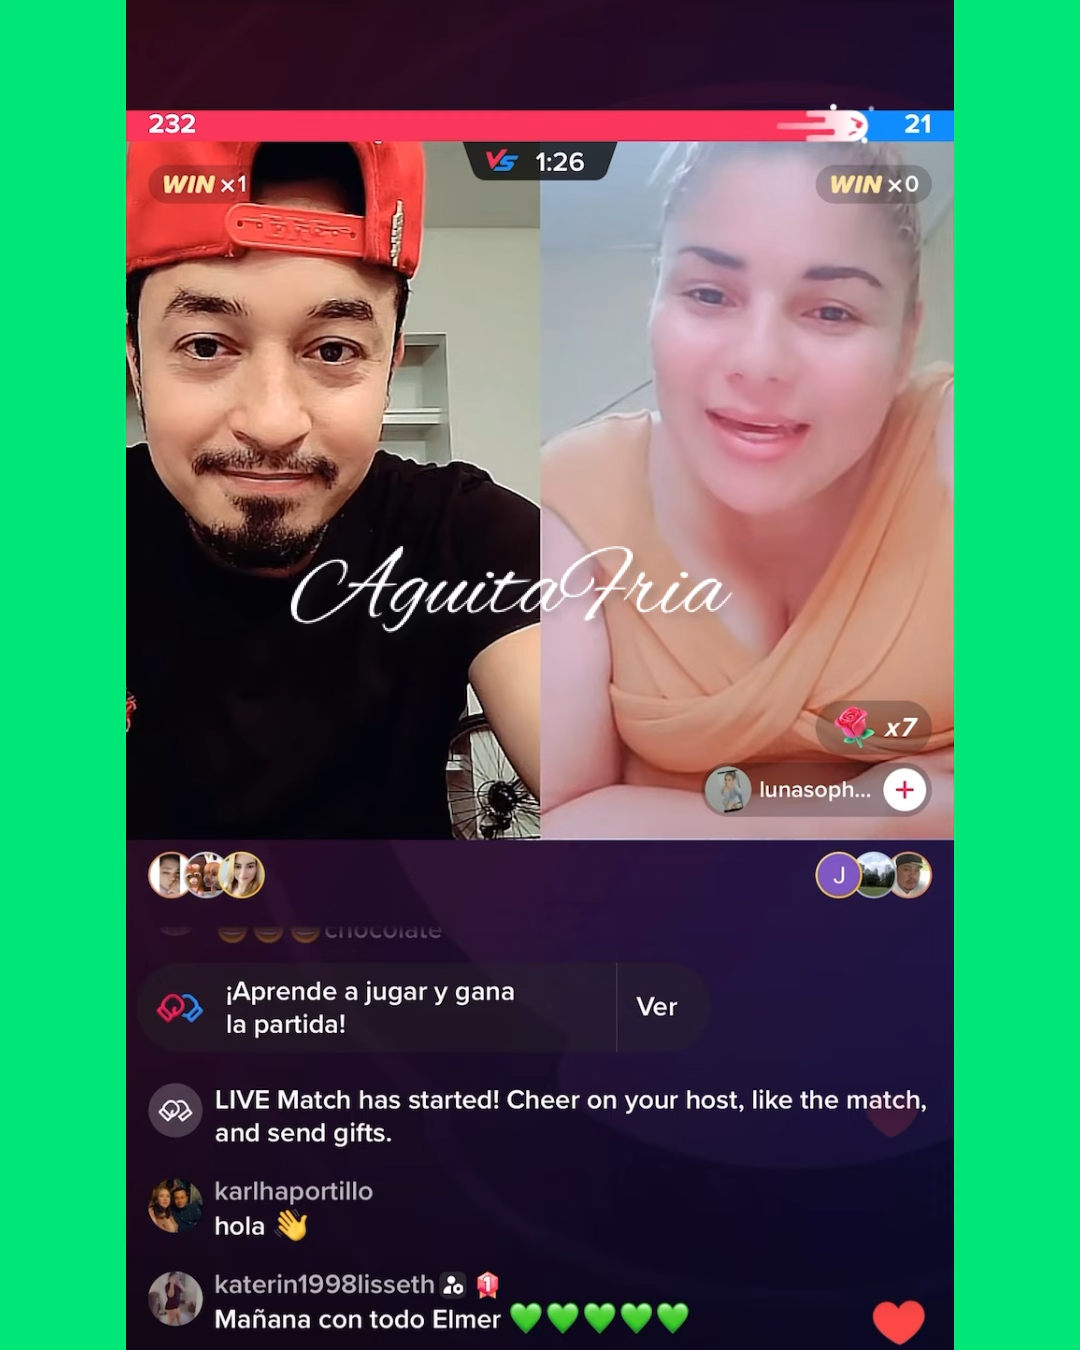 232
21
VS 1:26
WIN x1
WIN x0
AguitaFria
x7
lunasoph...
J
chocolate
¡Aprende a jugar y gana
la partida!
Ver
LIVE Match has started! Cheer on your host, like the match,
and send gifts.
karlhaportillo
hola 👋
katerin1998lisseth 1
Mañana con todo Elmer 💚💚💚💚💚